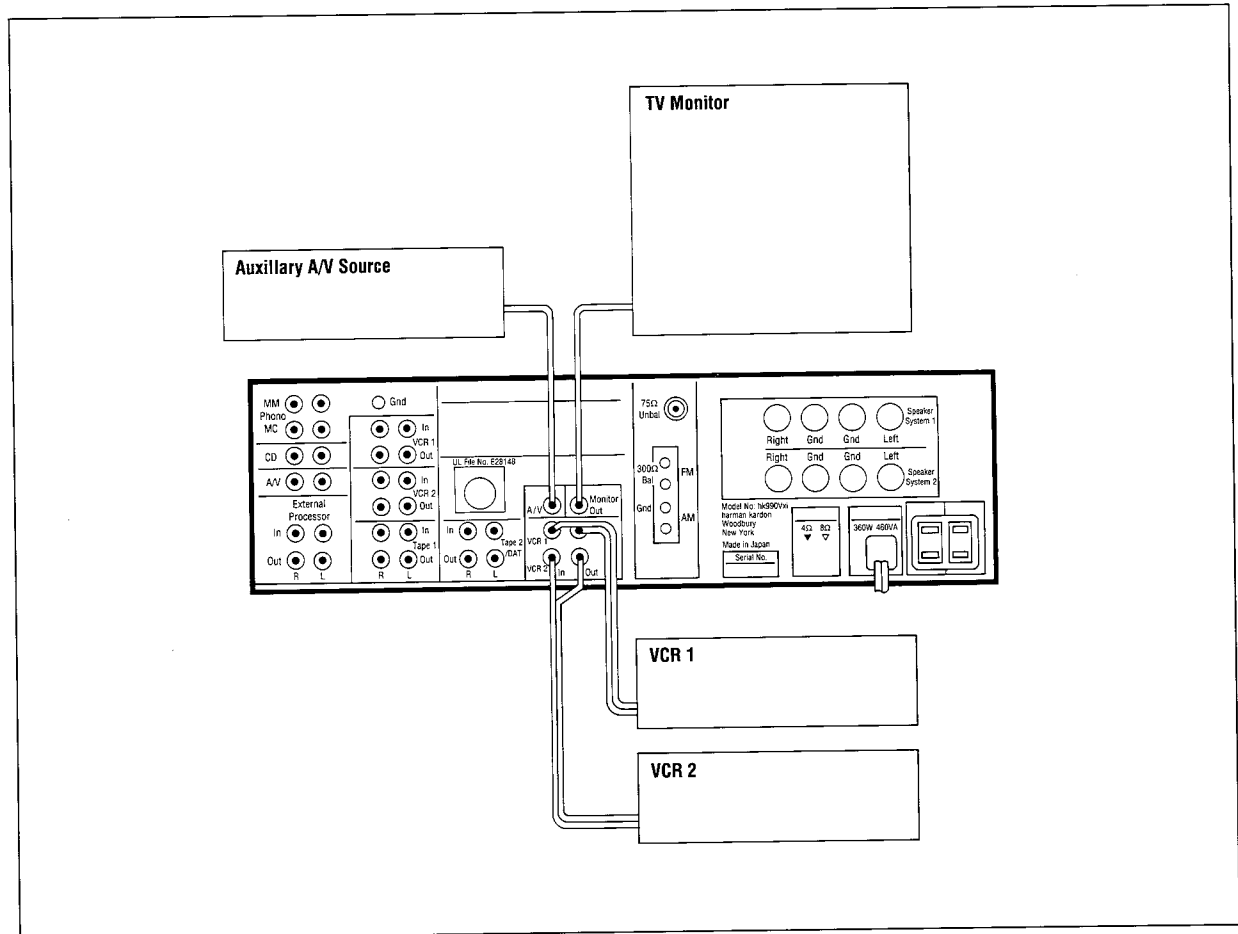 TV Monitor
Auxillary A/V Source
MM
Phono
MC
CD
A/V
External
Processor
In
Out
R L
Gnd
In
VCR 1
Out
In
VCR 2
Out
In
Tape 1
Out
R L
UL File No. E28148
In
Tape 2
/DAT
Out
R L
A/V
Monitor
Out
VCR 1
VCR 2
In
Out
75Ω
Unbal
300Ω
Bal
FM
Gnd
AM
Right Gnd Gnd Left
Speaker
System 1
Right Gnd Gnd Left
Speaker
System 2
Model No: hk990Vxi
harman kardon
Woodbury
New York
Made in Japan
Serial No.
4Ω 8Ω
360W 460VA
VCR 1
VCR 2